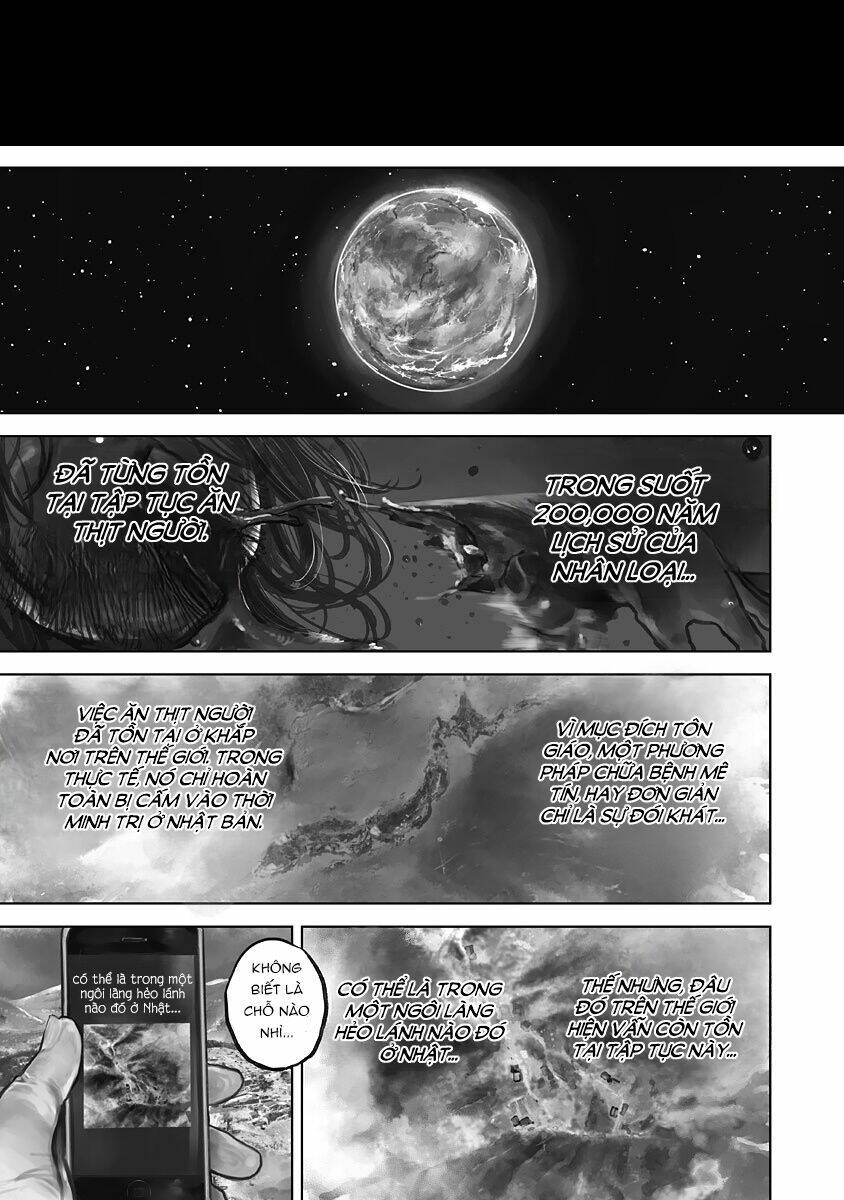 TRONG SUỐT
200,000 NĂM
LỊCH SỬ CỦA
NHÂN LOẠI...
ĐÃ TỪNG TỒN
TẠI TẬP TỤC ĂN
THỊT NGƯỜI.
VÌ MỤC ĐÍCH TÔN
GIÁO, MỘT PHƯƠNG
PHÁP CHỮA BỆNH MÊ
TÍN, HAY ĐƠN GIẢN
CHỈ LÀ SỰ ĐÓI KHÁT...
VIỆC ĂN THỊT NGƯỜI
ĐÃ TỒN TẠI Ở KHẮP
NƠI TRÊN THẾ GIỚI. TRONG
THỰC TẾ, NÓ CHỈ HOÀN
TOÀN BỊ CẤM VÀO THỜI
MINH TRỊ Ở NHẬT BẢN.
THẾ NHƯNG, ĐÂU
ĐÓ TRÊN THẾ GIỚI
HIỆN VẪN CÒN TỒN
TẠI TẬP TỤC NÀY...
CÓ THỂ LÀ TRONG
MỘT NGÔI LÀNG
HẺO LÁNH NÀO ĐÓ
Ở NHẬT...
KHÔNG
BIẾT LÀ
CHỖ NÀO
NHỈ...
có thể là trong một
ngôi làng hẻo lánh
nào đó ở Nhật...